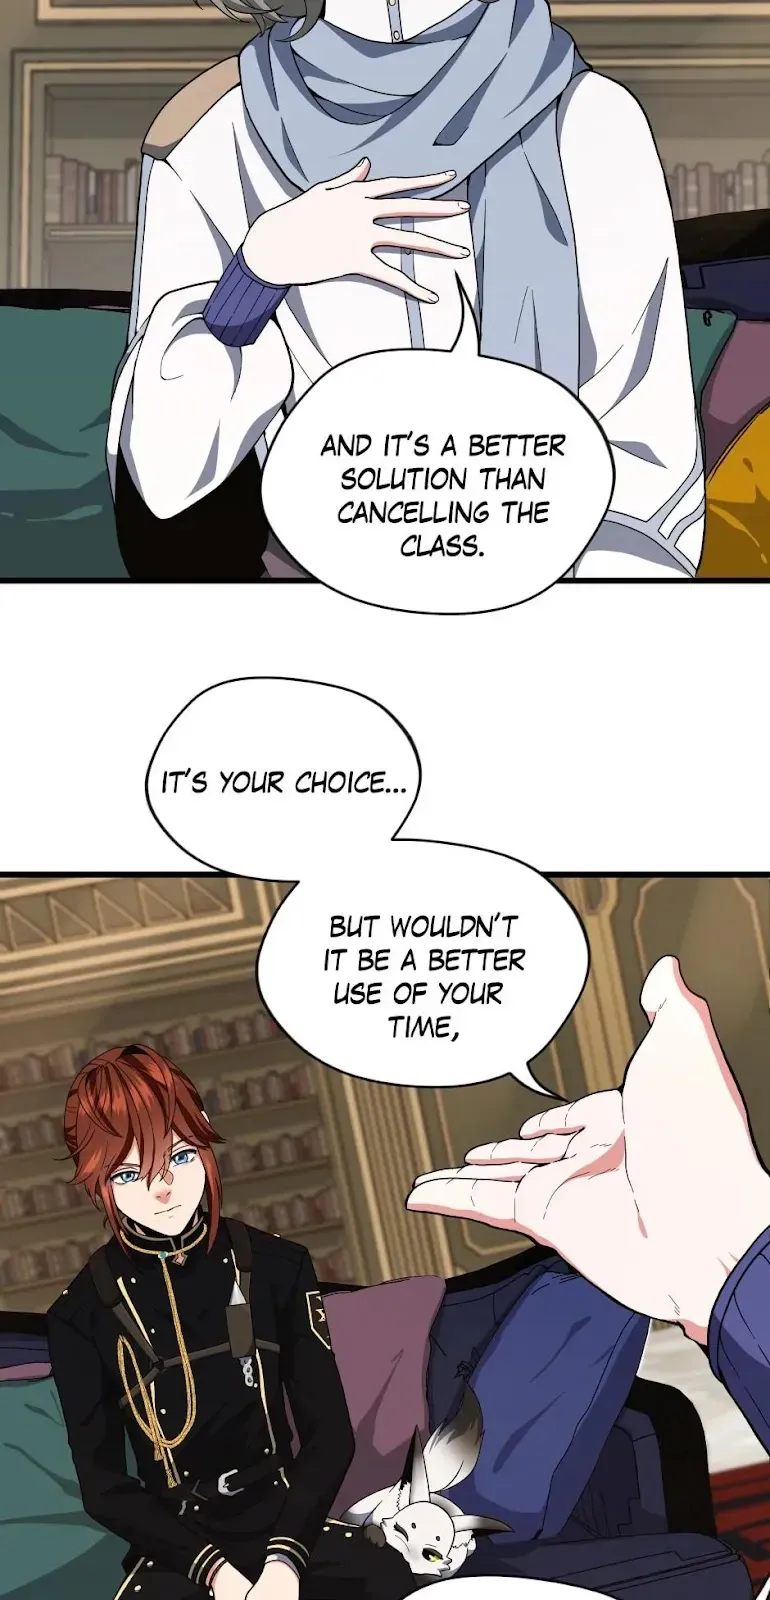 AND IT'S A BETTER
SOLUTION THAN
CANCELLING THE
CLASS.
IT'S YOUR CHOICE...
BUT WOULDN'T
IT BE A BETTER
USE OF YOUR
TIME,